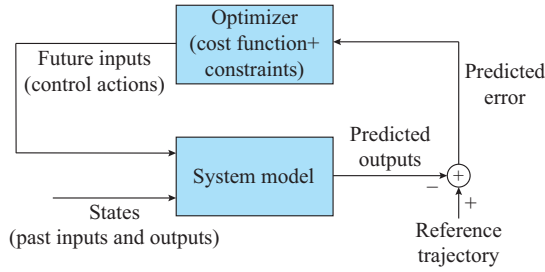 Optimizer
(cost function+
constraints)
Future inputs
(control actions)
Predicted
error
Predicted
outputs
System model
−
+
+
States
(past inputs and outputs)
Reference
trajectory